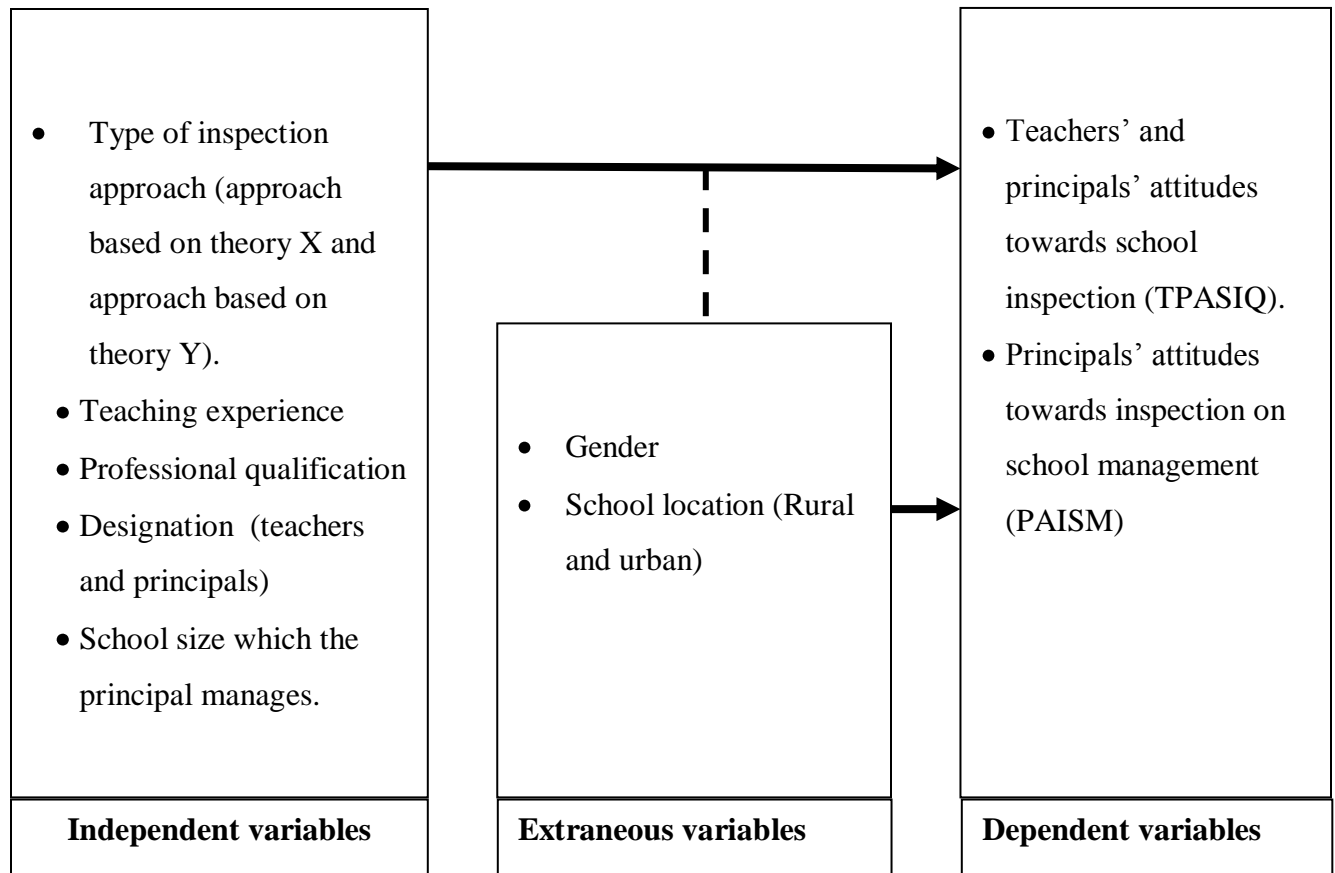 • Type of inspection
approach (approach
based on theory X and
approach based on
theory Y).
• Teaching experience
• Professional qualification
• Designation (teachers
and principals)
• School size which the
principal manages.
Independent variables
• Gender
• School location (Rural
and urban)
Extraneous variables
• Teachers’ and
principals’ attitudes
towards school
inspection (TPASIQ).
• Principals’ attitudes
towards inspection on
school management
(PAISM)
Dependent variables